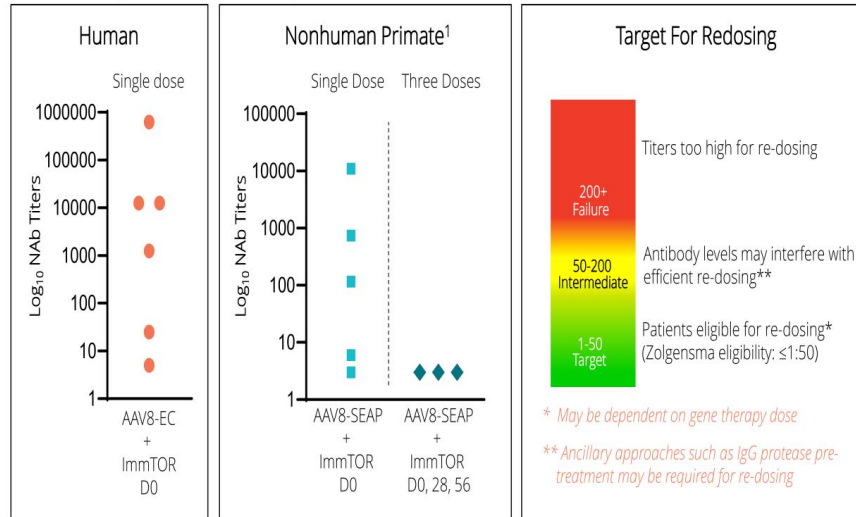 Human
Single dose
1000000
100000
10000
1000
100
10
1
Log₁₀ NAb Titers
AAV8-EC
+
ImmTOR
D0
Nonhuman Primate¹
Single Dose
Three Doses
100000
10000
1000
100
10
1
Log₁₀ NAb Titers
AAV8-SEAP
+
ImmTOR
D0
AAV8-SEAP
+
ImmTOR
D0, 28, 56
Target For Redosing
200+
Failure
50-200
Intermediate
1-50
Target
Titers too high for re-dosing
Antibody levels may interfere with
efficient re-dosing**
Patients eligible for re-dosing*
(Zolgensma eligibility: ≤1:50)
* May be dependent on gene therapy dose
** Ancillary approaches such as IgG protease pre-
treatment may be required for re-dosing